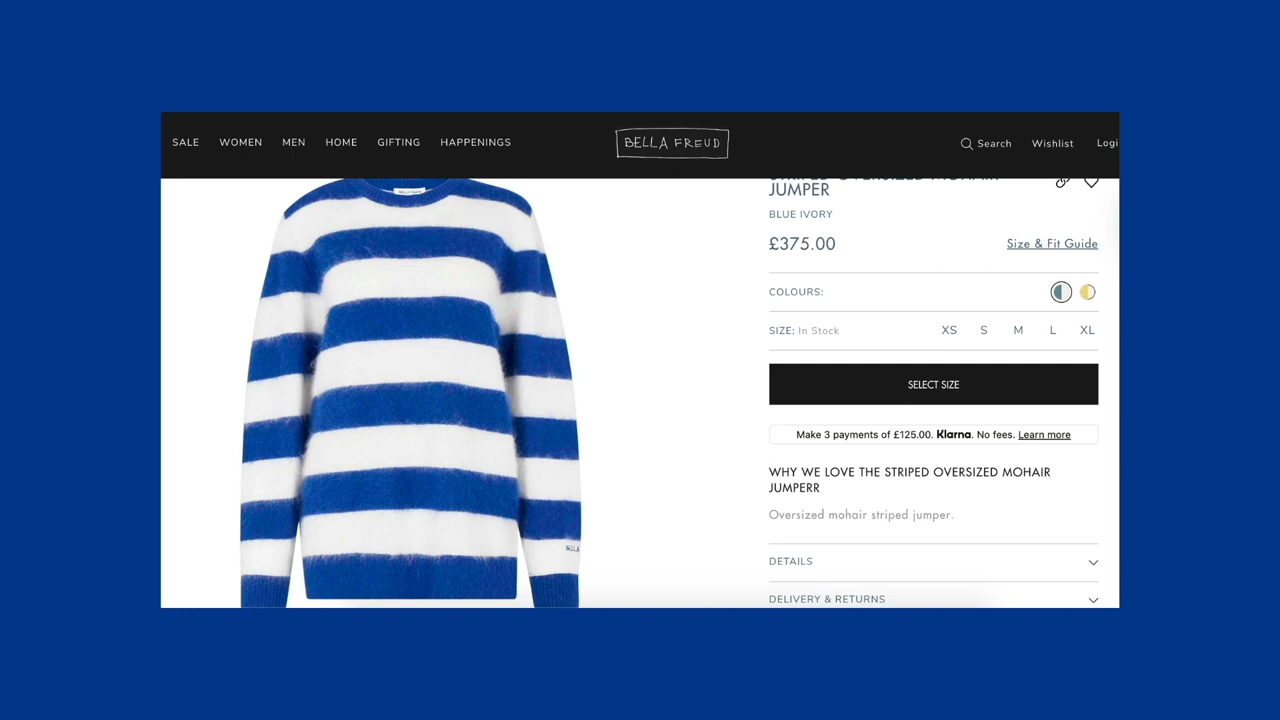 SALE WOMEN MEN HOME GIFTING HAPPENINGS
BELLA FREUD
Search Wishlist Logi
STRIPED OVERSIZED MOHAIR
JUMPER
BLUE IVORY
£375.00 Size & Fit Guide
COLOURS:
SIZE: In Stock XS S M L XL
SELECT SIZE
Make 3 payments of £125.00. Klarna. No fees. Learn more
WHY WE LOVE THE STRIPED OVERSIZED MOHAIR
JUMPERR
Oversized mohair striped jumper.
DETAILS
DELIVERY & RETURNS